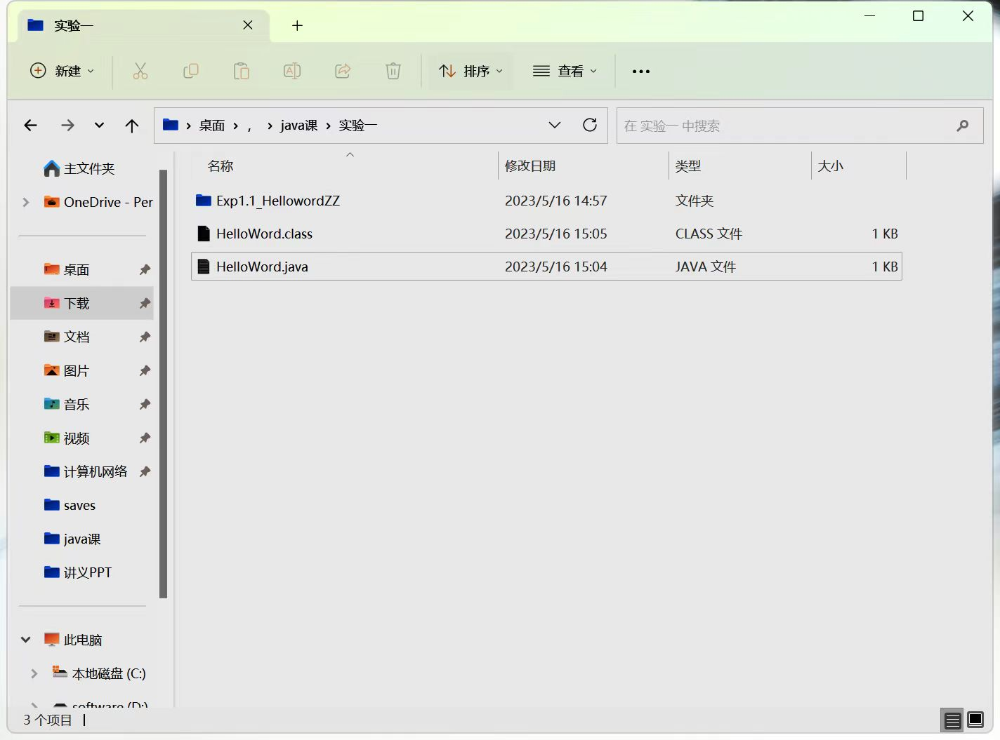 实验一
新建
排序
查看
桌面 , java课 实验一
在 实验一 中搜索
名称 修改日期 类型 大小
Exp1.1_HellowordZZ 2023/5/16 14:57 文件夹
HelloWord.class 2023/5/16 15:05 CLASS 文件 1 KB
HelloWord.java 2023/5/16 15:04 JAVA 文件 1 KB
主文件夹
OneDrive - Per
桌面
下载
文档
图片
音乐
视频
计算机网络
saves
java课
讲义PPT
此电脑
本地磁盘 (C:)
software (D:)
3 个项目